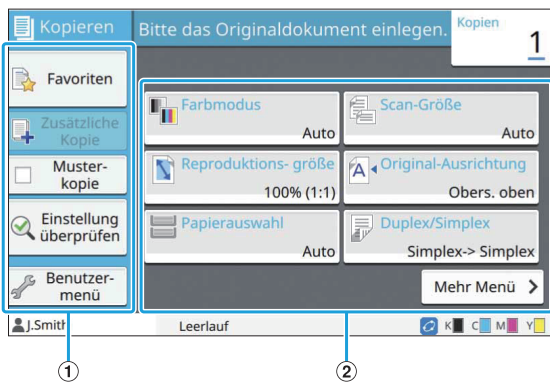 Kopieren
Bitte das Originaldokument einlegen.
Kopien
1
Favoriten
Zusätzliche
Kopie
Muster-
kopie
Einstellung
überprüfen
Benutzer-
menü
Farbmodus
Auto
Scan-Größe
Auto
Reproduktions- größe
100% (1:1)
Original-Ausrichtung
Obers. oben
Papierauswahl
Auto
Duplex/Simplex
Simplex-> Simplex
Mehr Menü
J.Smith
Leerlauf
K C M Y
1
2